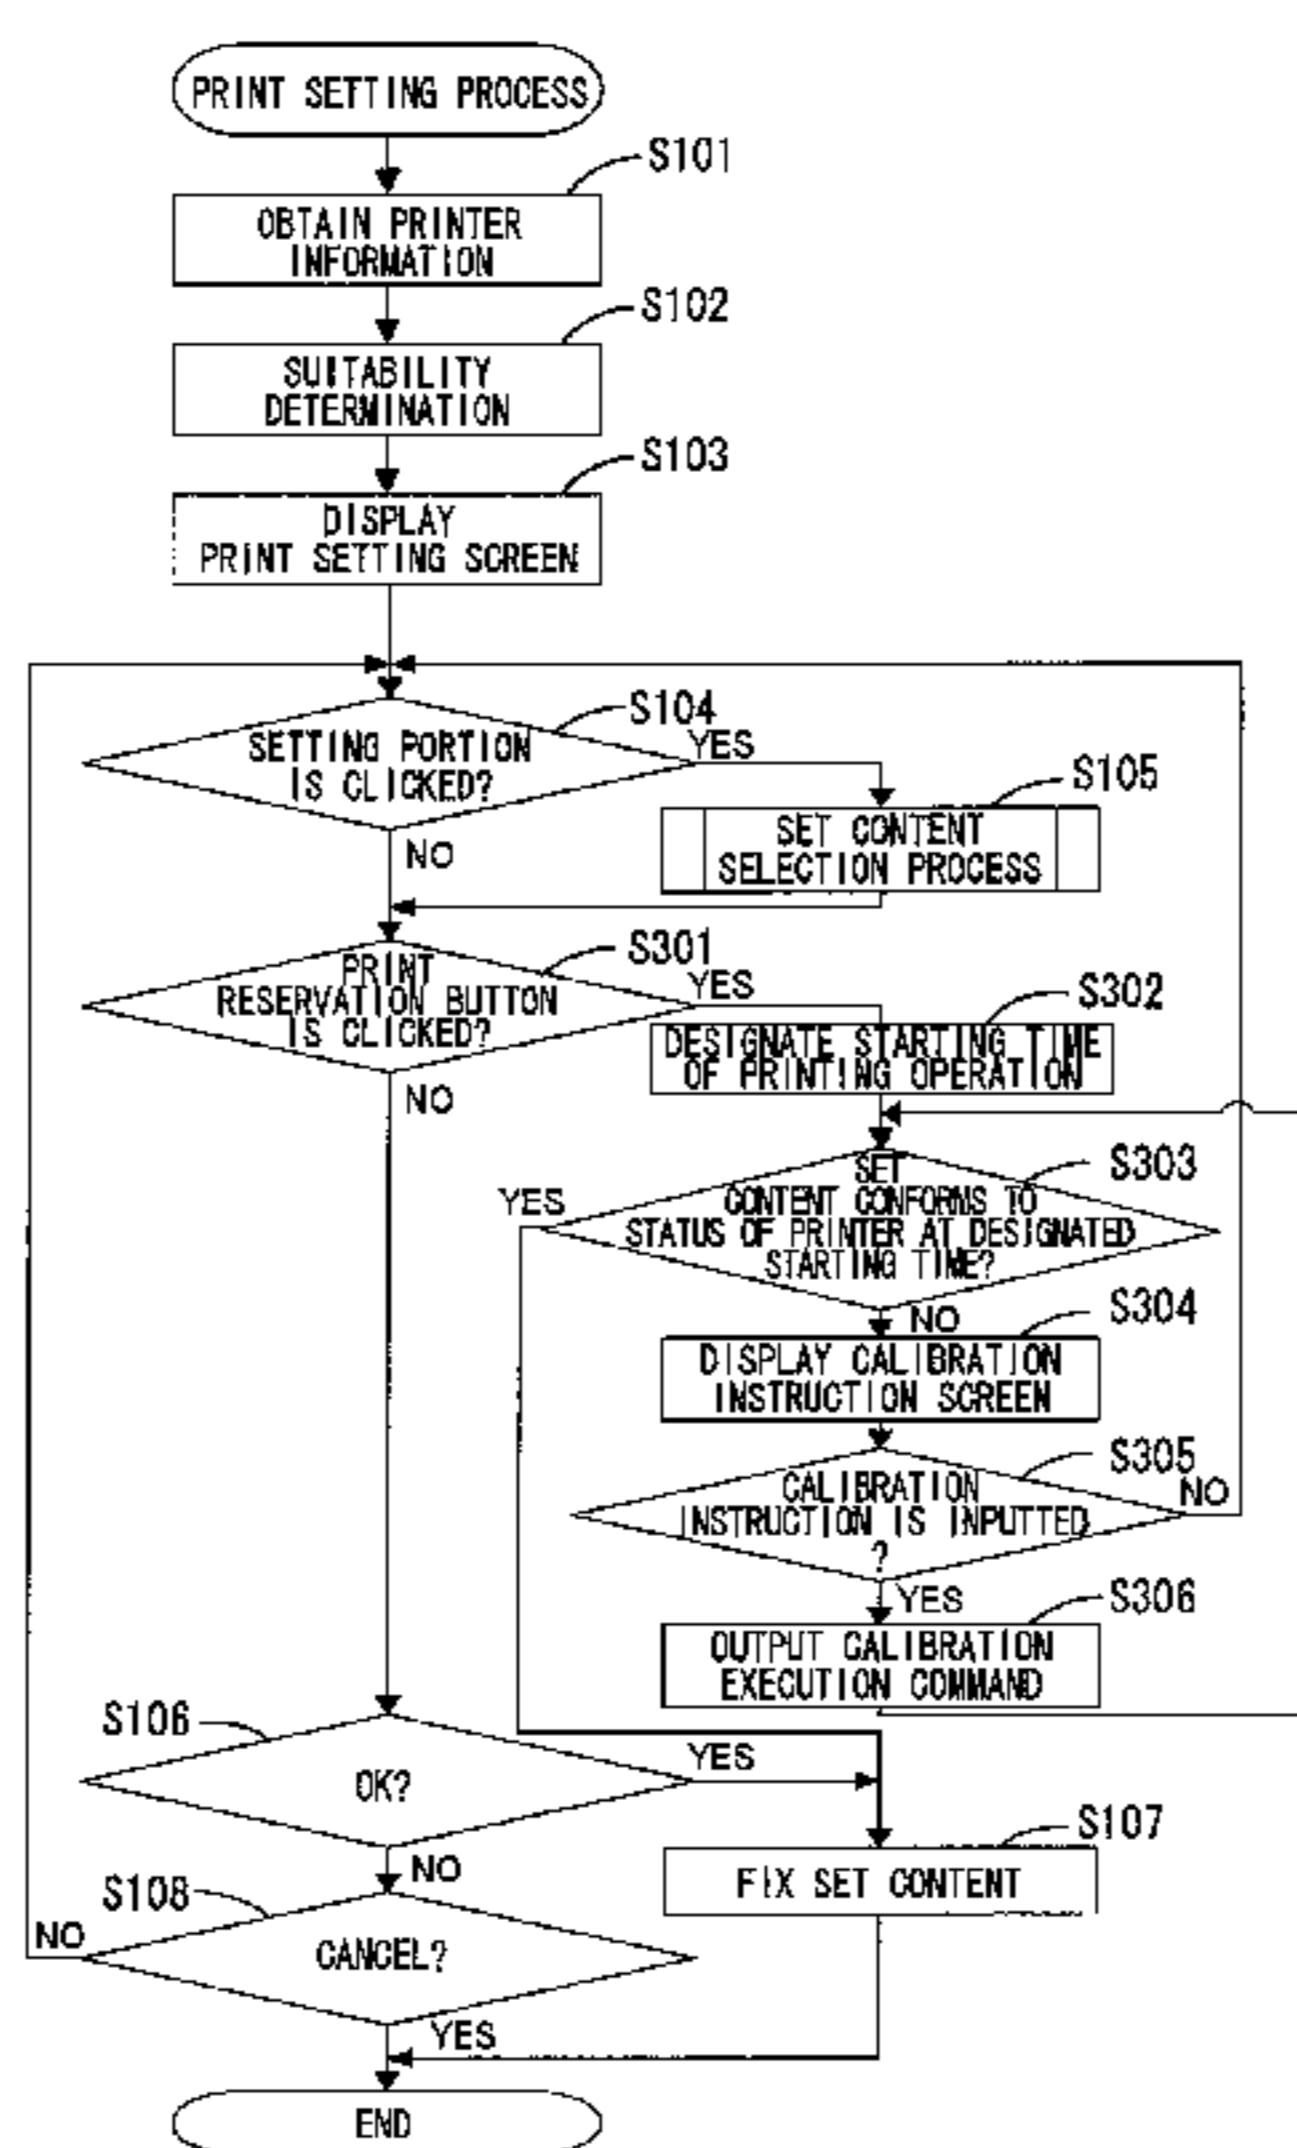 PRINT SETTING PROCESS
S101
OBTAIN PRINTER
INFORMATION
S102
SUITABILITY
DETERMINATION
S103
DISPLAY
PRINT SETTING SCREEN
S104
SETTING PORTION
IS CLICKED?
YES
NO
S105
SET CONTENT
SELECTION PROCESS
S301
PRINT
RESERVATION BUTTON
IS CLICKED?
YES
NO
S302
DESIGNATE STARTING TIME
OF PRINTING OPERATION
S303
SET
CONTENT CONFORMS TO
STATUS OF PRINTER AT DESIGNATED
STARTING TIME?
YES
NO
S304
DISPLAY CALIBRATION
INSTRUCTION SCREEN
S305
CALIBRATION
INSTRUCTION IS INPUTTED
?
NO
YES
S306
OUTPUT CALIBRATION
EXECUTION COMMAND
S106
OK?
YES
NO
S107
FIX SET CONTENT
S108
CANCEL?
NO
YES
END